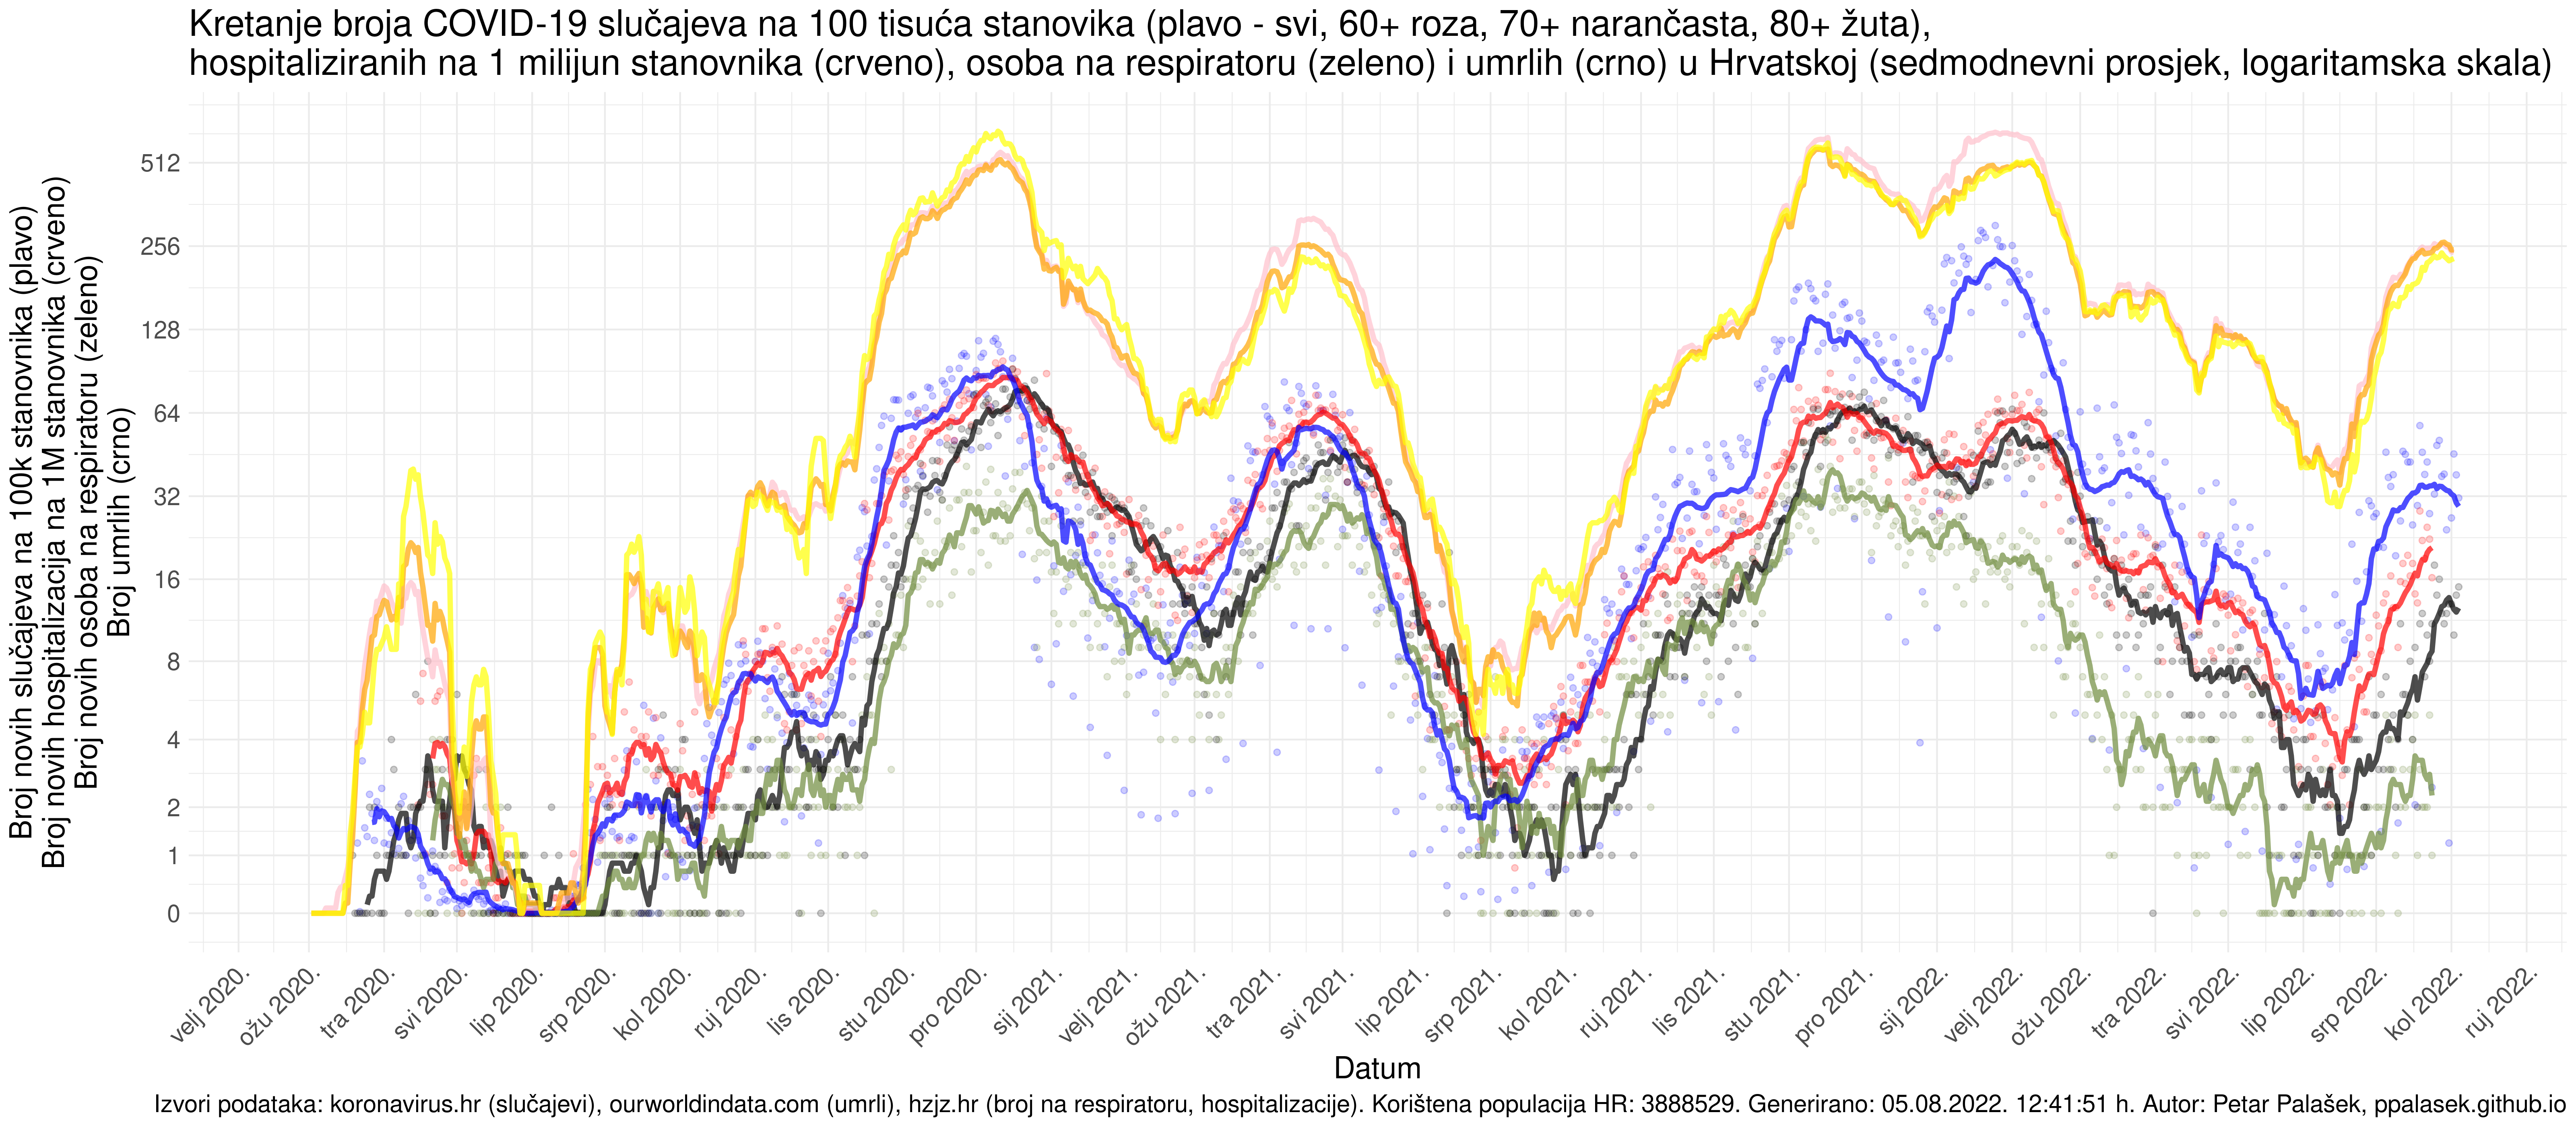 Kretanje broja COVID-19 slučajeva na 100 tisuća stanovika (plavo - svi, 60+ roza, 70+ narančasta, 80+ žuta),
hospitaliziranih na 1 milijun stanovnika (crveno), osoba na respiratoru (zeleno) i umrlih (crno) u Hrvatskoj (sedmodnevni prosjek, logaritamska skala)
Broj novih slučajeva na 100k stanovnika (plavo)
Broj novih hospitalizacija na 1M stanovnika (crveno)
Broj novih osoba na respiratoru (zeleno)
Broj umrlih (crno)
512
256
128
64
32
16
8
4
2
1
0
velj 2020.
ožu 2020.
tra 2020.
svi 2020.
lip 2020.
srp 2020.
kol 2020.
ruj 2020.
lis 2020.
stu 2020.
pro 2020.
sij 2021.
velj 2021.
ožu 2021.
tra 2021.
svi 2021.
lip 2021.
srp 2021.
kol 2021.
ruj 2021.
lis 2021.
stu 2021.
pro 2021.
sij 2022.
velj 2022.
ožu 2022.
tra 2022.
svi 2022.
lip 2022.
srp 2022.
kol 2022.
ruj 2022.
Datum
Izvori podataka: koronavirus.hr (slučajevi), ourworldindata.com (umrli), hzjz.hr (broj na respiratoru, hospitalizacije). Korištena populacija HR: 3888529. Generirano: 05.08.2022. 12:41:51 h. Autor: Petar Palašek, ppalasek.github.io